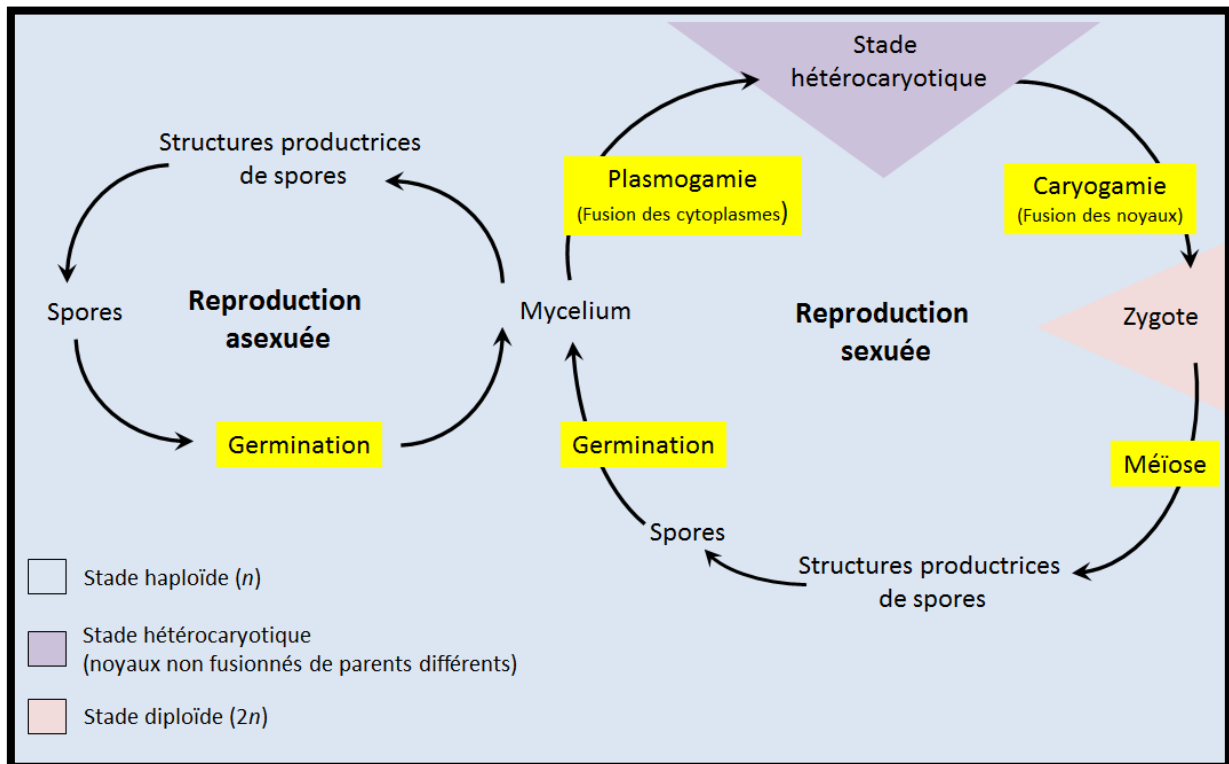 Stade
hétérocaryotique
Structures productrices
de spores
Plasmogamie
(Fusion des cytoplasmes)
Caryogamie
(Fusion des noyaux)
Spores
Reproduction
asexuée
Mycelium
Reproduction
sexuée
Zygote
Germination
Germination
Méïose
Spores
Structures productrices
de spores
Stade haploïde (n)
Stade hétérocaryotique
(noyaux non fusionnés de parents différents)
Stade diploïde (2n)